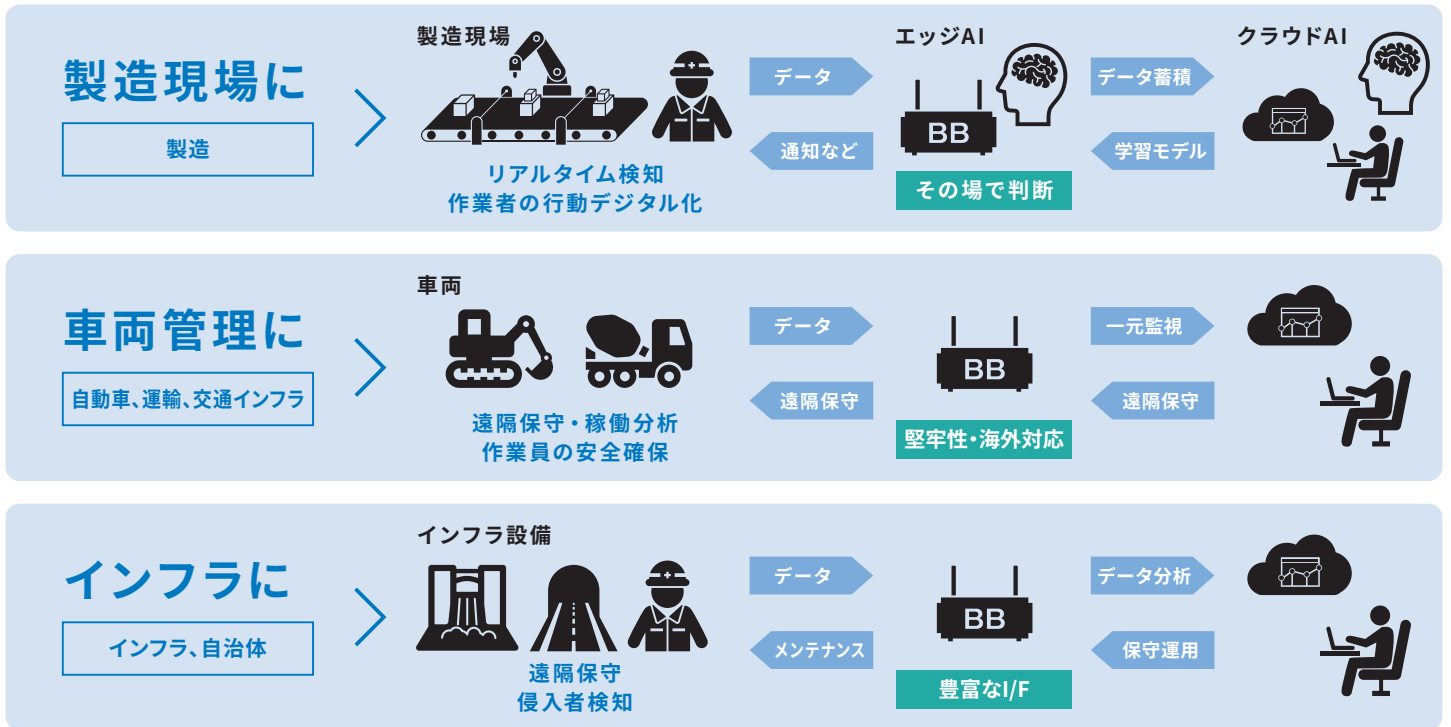 製造現場に
製造
製造現場
リアルタイム検知
作業者の行動デジタル化
データ
通知など
エッジAI
BB
その場で判断
データ蓄積
学習モデル
クラウドAI
車両管理に
自動車、運輸、交通インフラ
車両
遠隔保守・稼働分析
作業員の安全確保
データ
遠隔保守
BB
堅牢性・海外対応
一元監視
遠隔保守
インフラに
インフラ、自治体
インフラ設備
遠隔保守
侵入者検知
データ
メンテナンス
BB
豊富なI/F
データ分析
保守運用